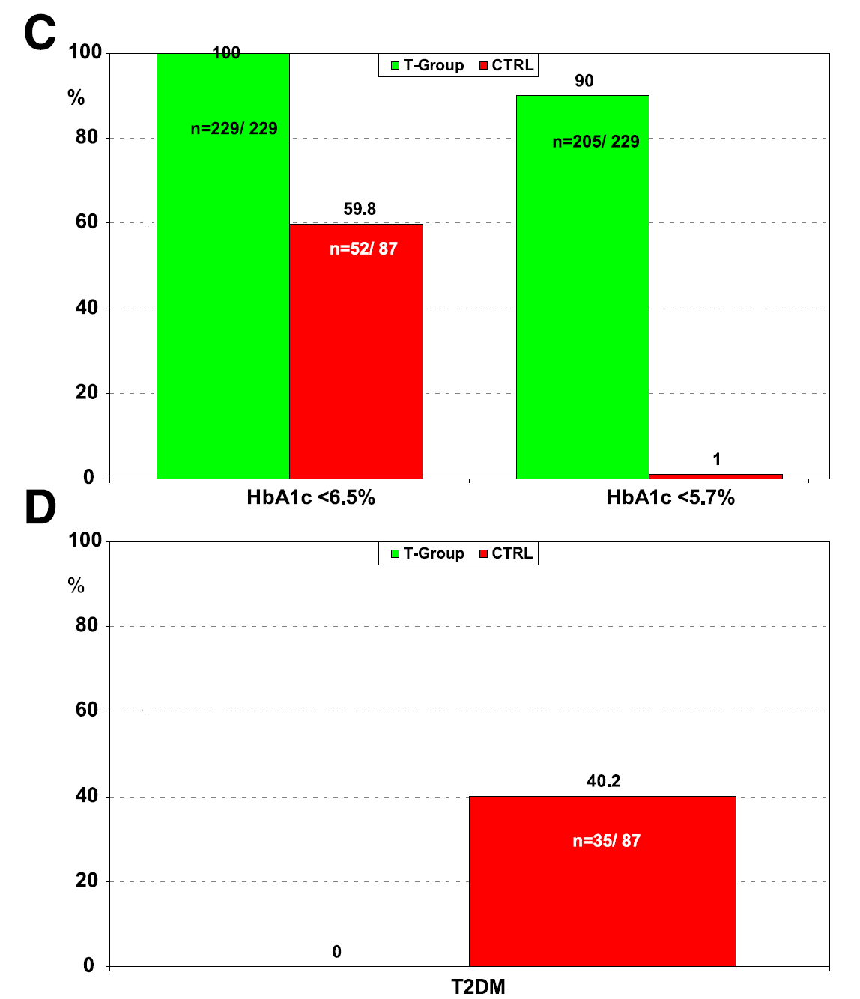 C
100
%
80
60
40
20
0
T-Group CTRL
100
n=229/ 229
59.8
n=52/ 87
90
n=205/ 229
1
HbA1c <6.5% HbA1c <5.7%
D
100
%
80
60
40
20
0
T-Group CTRL
0
40.2
n=35/ 87
T2DM